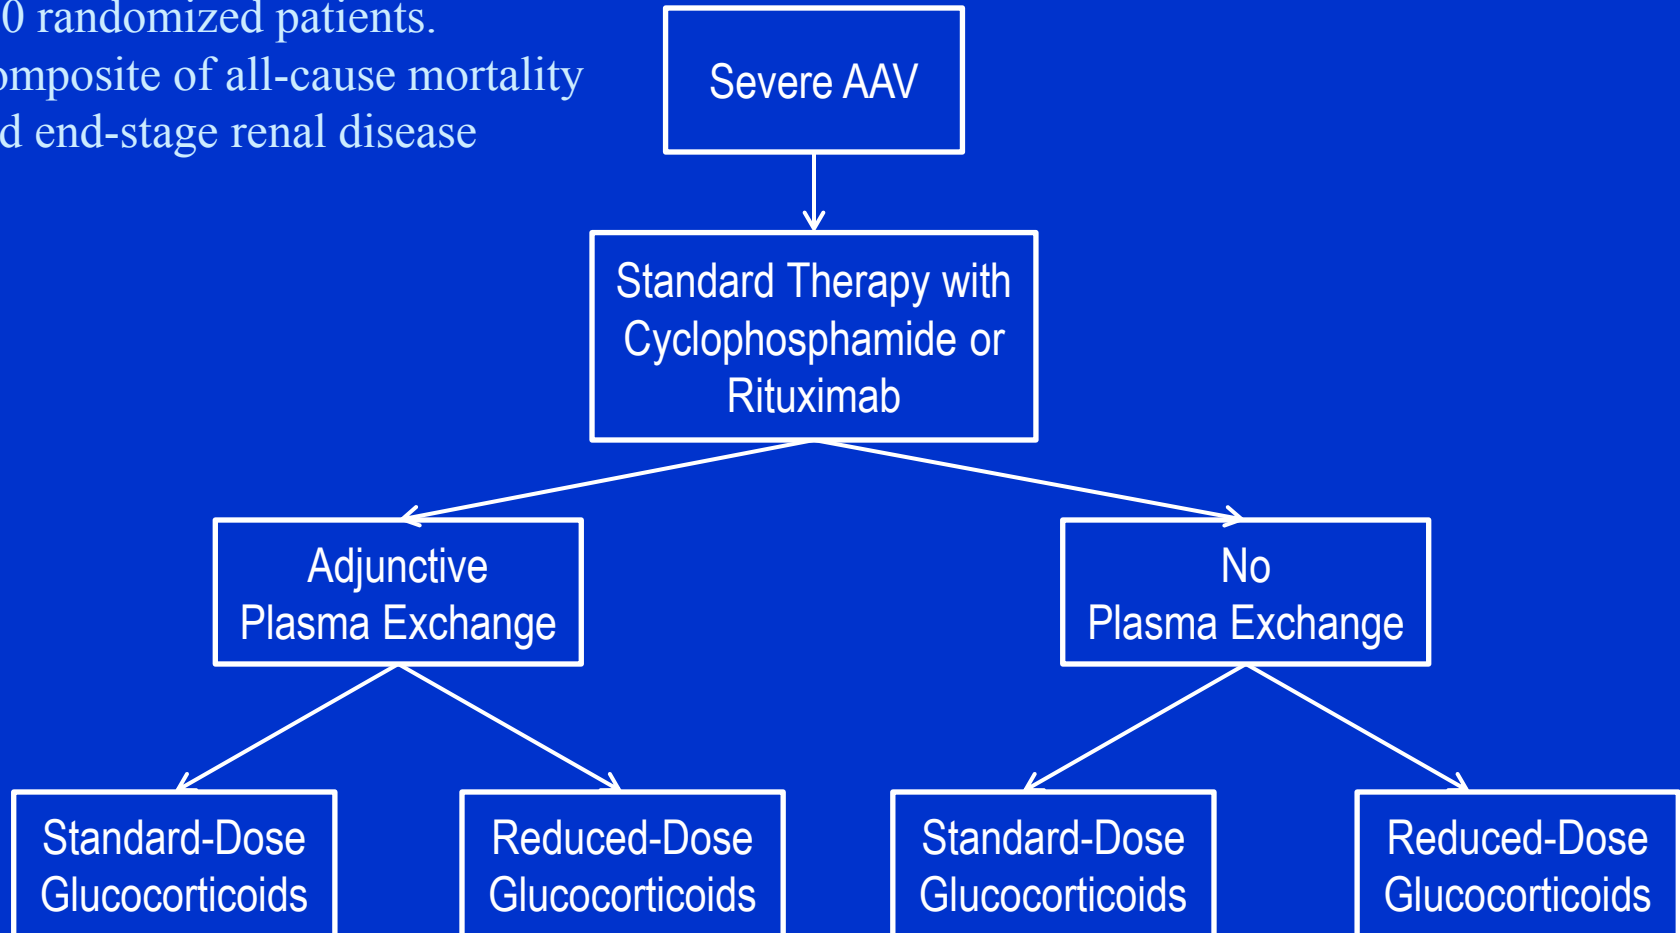 0 randomized patients.
omposite of all-cause mortality
d end-stage renal disease
Severe AAV
Standard Therapy with
Cyclophosphamide or
Rituximab
Adjunctive
Plasma Exchange
No
Plasma Exchange
Standard-Dose
Glucocorticoids
Reduced-Dose
Glucocorticoids
Standard-Dose
Glucocorticoids
Reduced-Dose
Glucocorticoids